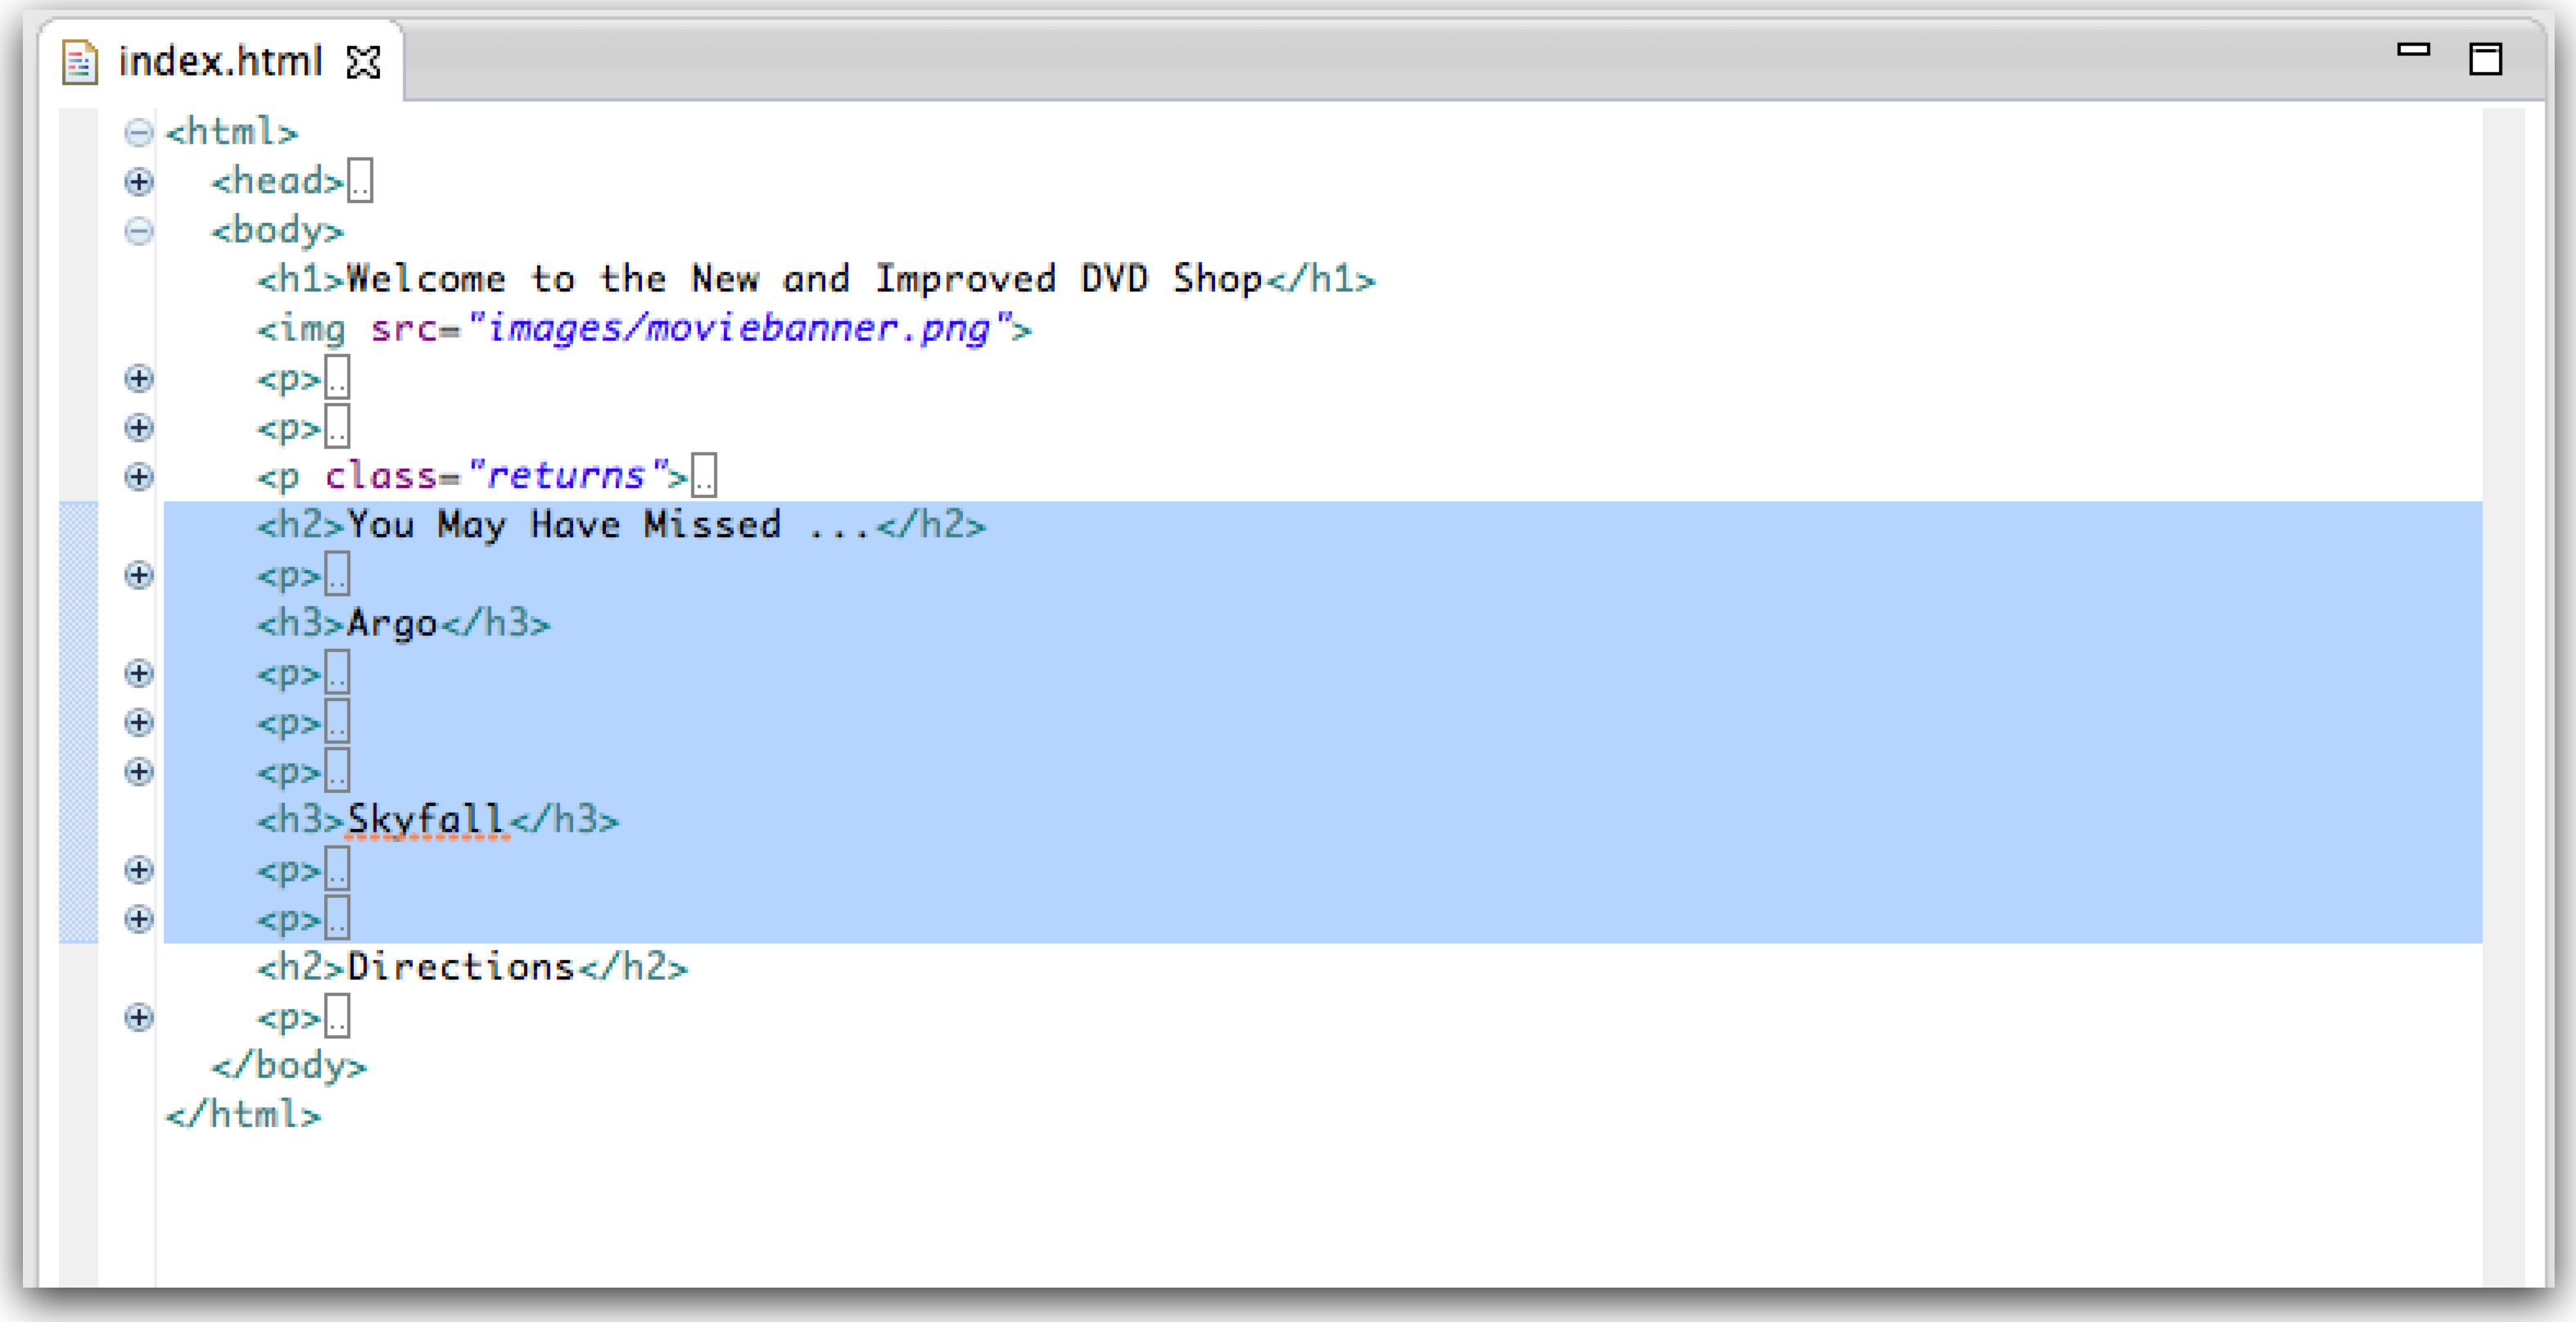 index.html
<html>
<head>..
<body>
<h1>Welcome to the New and Improved DVD Shop</h1>
<img src="images/moviebanner.png">
<p>..
<p>..
<p class="returns">..
<h2>You May Have Missed ...</h2>
<p>..
<h3>Argo</h3>
<p>..
<p>..
<p>..
<h3>Skyfall</h3>
<p>..
<p>..
<h2>Directions</h2>
<p>..
</body>
</html>